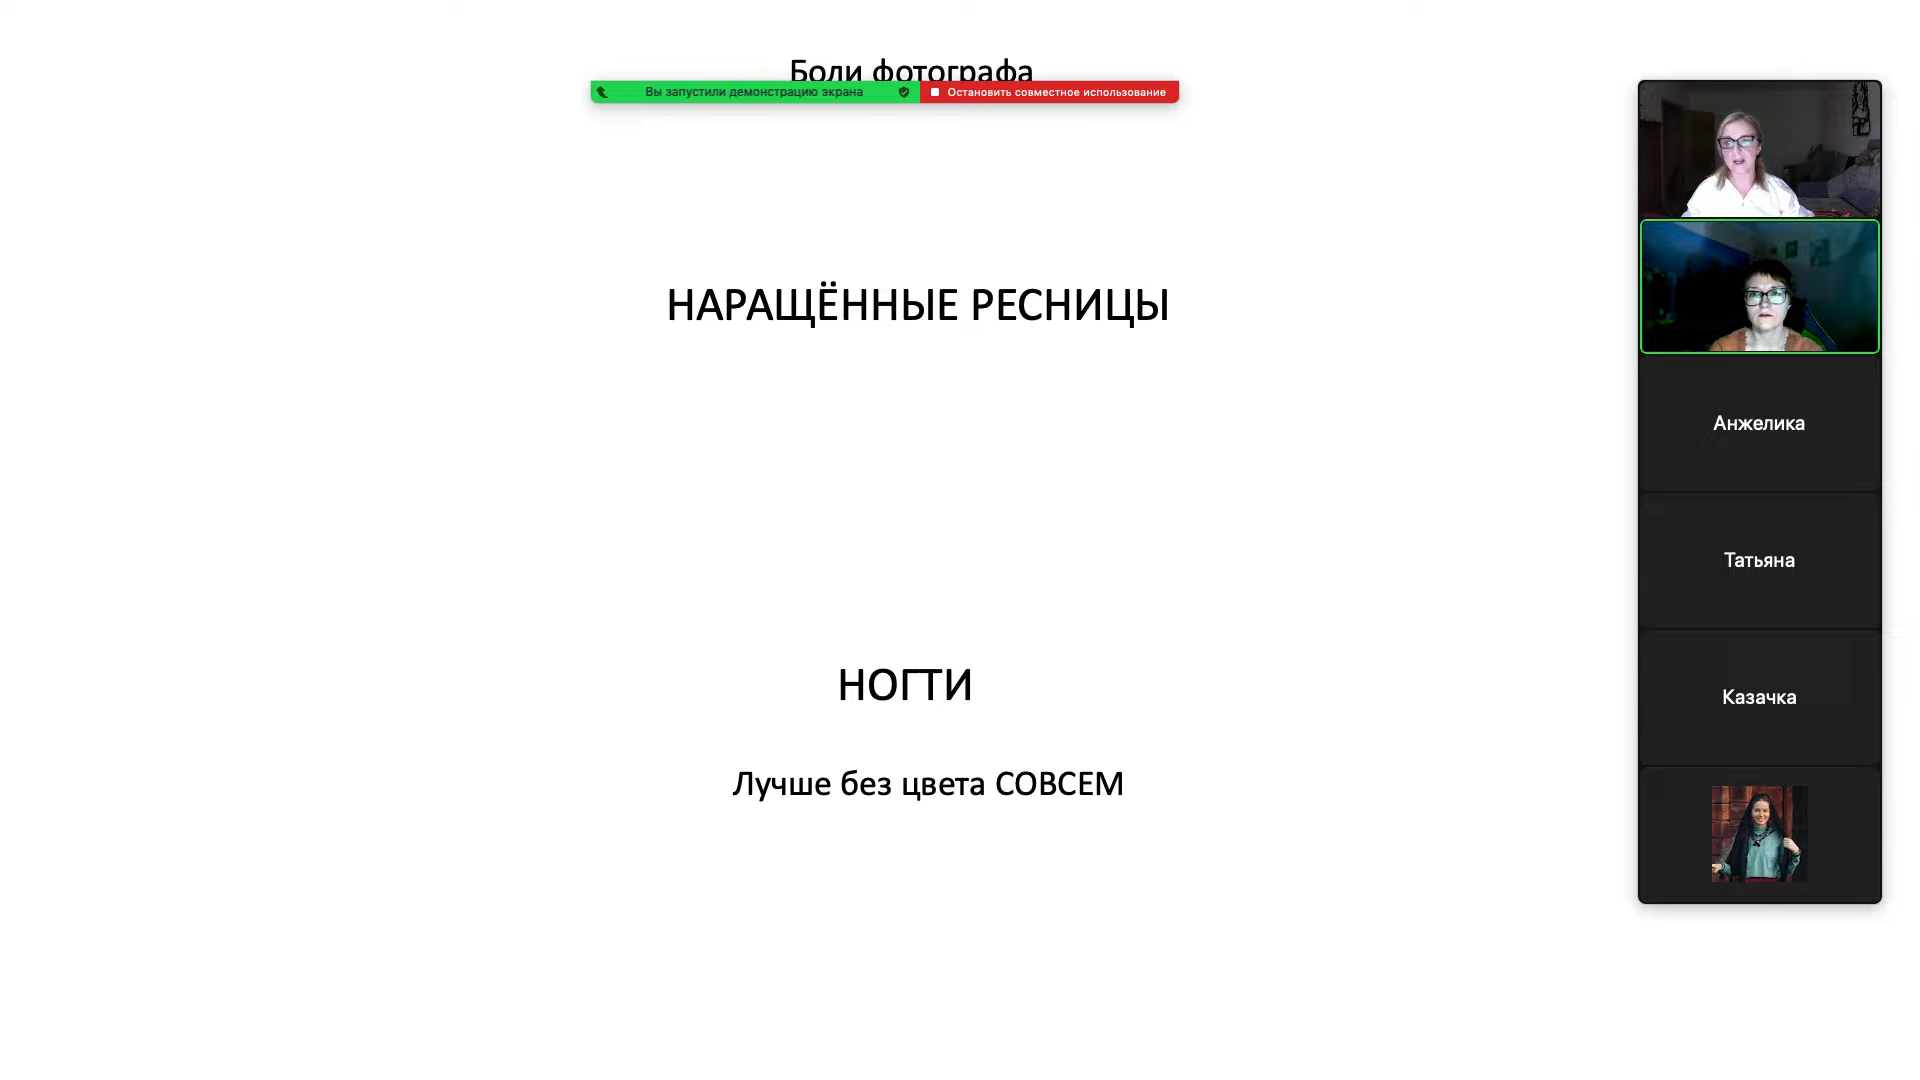 Боли фотографа
Вы запустили демонстрацию экрана
Остановить совместное использование
НАРАЩЁННЫЕ РЕСНИЦЫ
НОГТИ
Лучше без цвета СОВСЕМ
Анжелика
Татьяна
Казачка